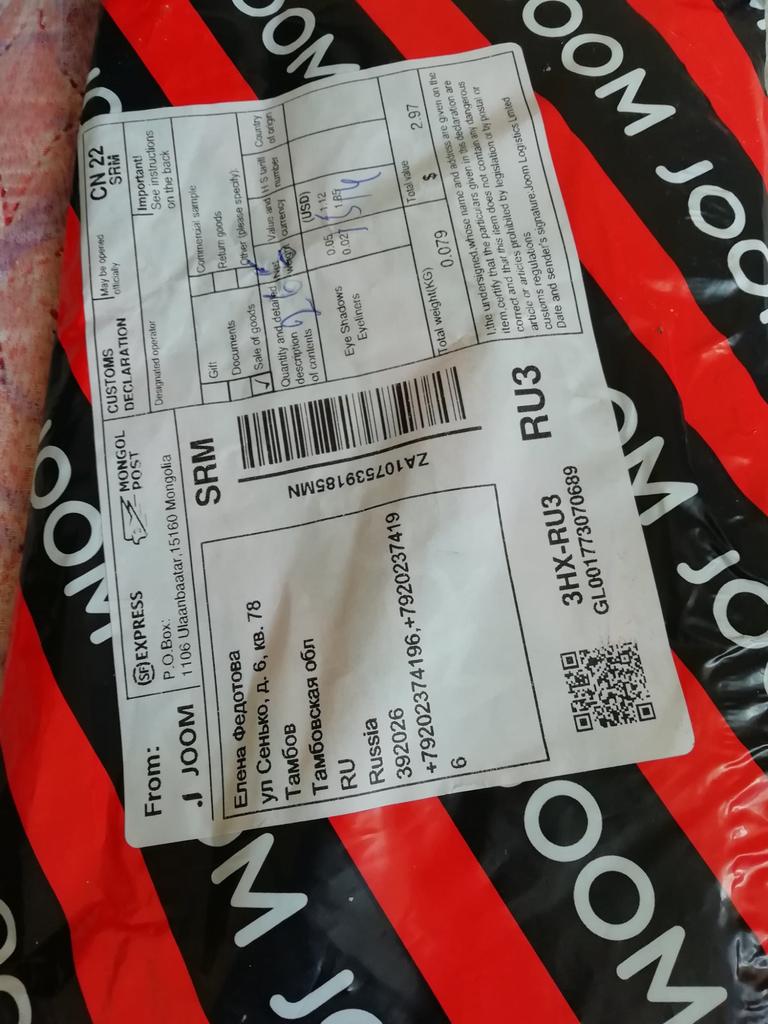 From:
JOOM
SF EXPRESS
MONGOL
POST
P.O.Box:
1106 Ulaanbaatar,15160 Mongolia
CUSTOMS
DECLARATION
May be opened
officially
CN 22
SRM
Designated operator
Important!
See instructions
on the back
Gift
Commercial sample
Documents
Return goods
✓ Sale of goods
Other (please specify):
Quantity and detailed
description
of contents
Net
weight
Value and
currency
(USD)
H S tariff
number
Country
of origin
Eye Shadows 0.05 1.12
Eyeliners 0.027 1.85
Total weight(KG)
0.079
Total value
$ 2.97
I,the undersigned,whose name and address are given on the
item,certify that the particulars given in this declaration are
correct and that this item does not contain any dangerous
article or articles prohibited by legislation or by postal or
customs regulations
Date and sender's signature:Joom Logistics Limited
SRM
ZA107539185MN
RU3
Елена Федотова
ул Сенько, д. 6, кв. 78
Тамбов
Тамбовская обл
RU
Russia
392026
+79202374196,+7920237419
6
3HX-RU3
GL001773070689
JOOM
JOOM
JOOM
JOOM
JOOM